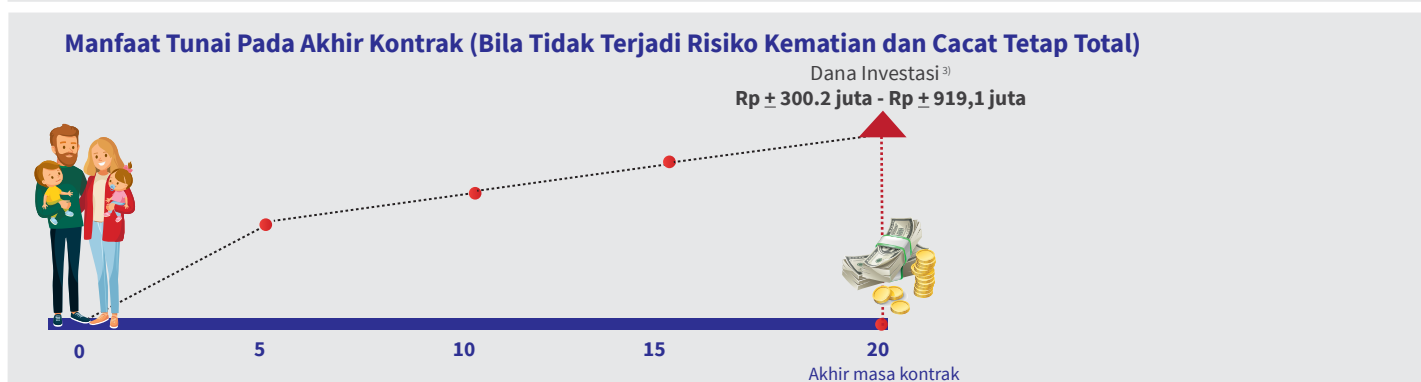 Manfaat Tunai Pada Akhir Kontrak (Bila Tidak Terjadi Risiko Kematian dan Cacat Tetap Total)
Dana Investasi ³⁾
Rp ± 300.2 juta - Rp ± 919,1 juta
0 5 10 15 20
Akhir masa kontrak